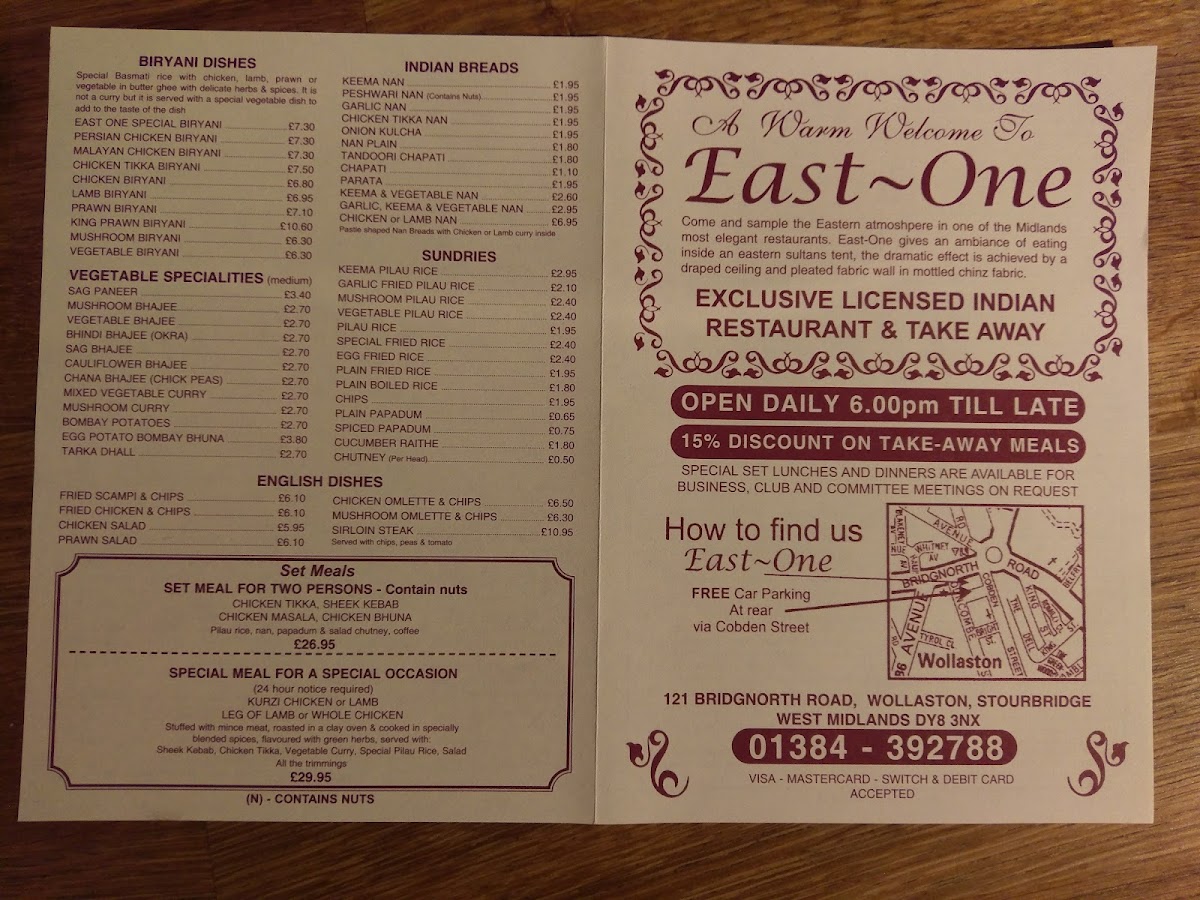 BIRYANI DISHES
Special Basmati rice with chicken, lamb, prawn or
vegetable in butter ghee with delicate herbs & spices. It is
not a curry but it is served with a special vegetable dish to
add to the taste of the dish
EAST ONE SPECIAL BIRYANI £7.30
PERSIAN CHICKEN BIRYANI £7.30
MALAYAN CHICKEN BIRYANI £7.30
CHICKEN TIKKA BIRYANI £7.50
CHICKEN BIRYANI £6.80
LAMB BIRYANI £6.95
PRAWN BIRYANI £7.10
KING PRAWN BIRYANI £10.60
MUSHROOM BIRYANI £6.30
VEGETABLE BIRYANI £6.30
VEGETABLE SPECIALITIES (medium)
SAG PANEER £3.40
MUSHROOM BHAJEE £2.70
VEGETABLE BHAJEE £2.70
BHINDI BHAJEE (OKRA) £2.70
SAG BHAJEE £2.70
CAULIFLOWER BHAJEE £2.70
CHANA BHAJEE (CHICK PEAS) £2.70
MIXED VEGETABLE CURRY £2.70
MUSHROOM CURRY £2.70
BOMBAY POTATOES £2.70
EGG POTATO BOMBAY BHUNA £3.80
TARKA DHALL £2.70
INDIAN BREADS
KEEMA NAN £1.95
PESHWARI NAN (Contains Nuts) £1.95
GARLIC NAN £1.95
CHICKEN TIKKA NAN £1.95
ONION KULCHA £1.95
NAN PLAIN £1.80
TANDOORI CHAPATI £1.80
CHAPATI £1.10
PARATA £1.95
KEEMA & VEGETABLE NAN £2.60
GARLIC, KEEMA & VEGETABLE NAN £2.95
CHICKEN or LAMB NAN £6.95
Pastie shaped Nan Breads with Chicken or Lamb curry inside
SUNDRIES
KEEMA PILAU RICE £2.95
GARLIC FRIED PILAU RICE £2.10
MUSHROOM PILAU RICE £2.40
VEGETABLE PILAU RICE £2.40
PILAU RICE £1.95
SPECIAL FRIED RICE £2.40
EGG FRIED RICE £2.40
PLAIN FRIED RICE £1.95
PLAIN BOILED RICE £1.80
CHIPS £1.95
PLAIN PAPADUM £0.65
SPICED PAPADUM £0.75
CUCUMBER RAITHE £1.80
CHUTNEY (Per Head) £0.50
ENGLISH DISHES
FRIED SCAMPI & CHIPS £6.10
FRIED CHICKEN & CHIPS £6.10
CHICKEN SALAD £5.95
PRAWN SALAD £6.10
CHICKEN OMLETTE & CHIPS £6.50
MUSHROOM OMLETTE & CHIPS £6.30
SIRLOIN STEAK £10.95
Served with chips, peas & tomato
Set Meals
SET MEAL FOR TWO PERSONS - Contain nuts
CHICKEN TIKKA, SHEEK KEBAB
CHICKEN MASALA, CHICKEN BHUNA
Pilau rice, nan, papadum & salad chutney, coffee
£26.95
SPECIAL MEAL FOR A SPECIAL OCCASION
(24 hour notice required)
KURZI CHICKEN or LAMB
LEG OF LAMB or WHOLE CHICKEN
Stuffed with mince meat, roasted in a clay oven & cooked in specially
blended spices, flavoured with green herbs, served with:
Sheek Kebab, Chicken Tikka, Vegetable Curry, Special Pilau Rice, Salad
All the trimmings
£29.95
(N) - CONTAINS NUTS
A Warm Welcome To
East~One
Come and sample the Eastern atmoshpere in one of the Midlands
most elegant restaurants. East-One gives an ambiance of eating
inside an eastern sultans tent, the dramatic effect is achieved by a
draped ceiling and pleated fabric wall in mottled chinz fabric.
EXCLUSIVE LICENSED INDIAN
RESTAURANT & TAKE AWAY
OPEN DAILY 6.00pm TILL LATE
15% DISCOUNT ON TAKE-AWAY MEALS
SPECIAL SET LUNCHES AND DINNERS ARE AVAILABLE FOR
BUSINESS, CLUB AND COMMITTEE MEETINGS ON REQUEST
How to find us
East~One
FREE Car Parking
At rear
via Cobden Street
AVENUE
RD
WHITNEY
AV
BRIDGNORTH ROAD
AVENUE
COBDEN
STREET
THE
DELL
KING
ST
TYROL CL
Wollaston
121 BRIDGNORTH ROAD, WOLLASTON, STOURBRIDGE
WEST MIDLANDS DY8 3NX
01384 - 392788
VISA - MASTERCARD - SWITCH & DEBIT CARD
ACCEPTED